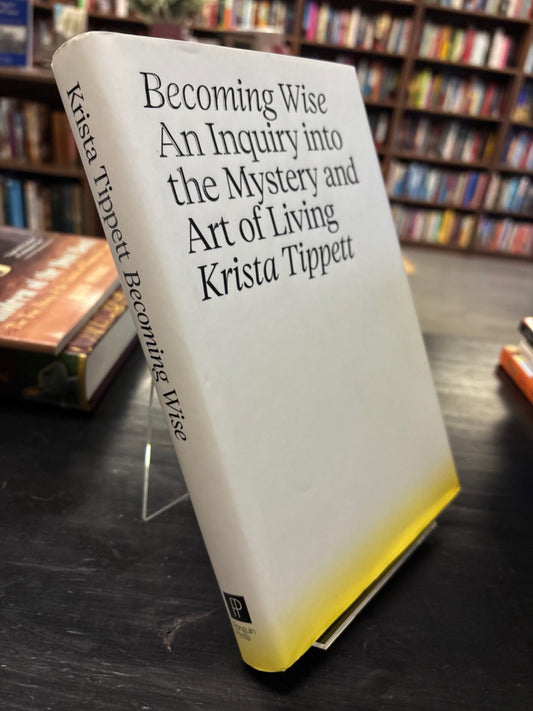 Becoming Wise
An Inquiry into
the Mystery and
Art of Living
Krista Tippett
Krista Tippett Becoming Wise